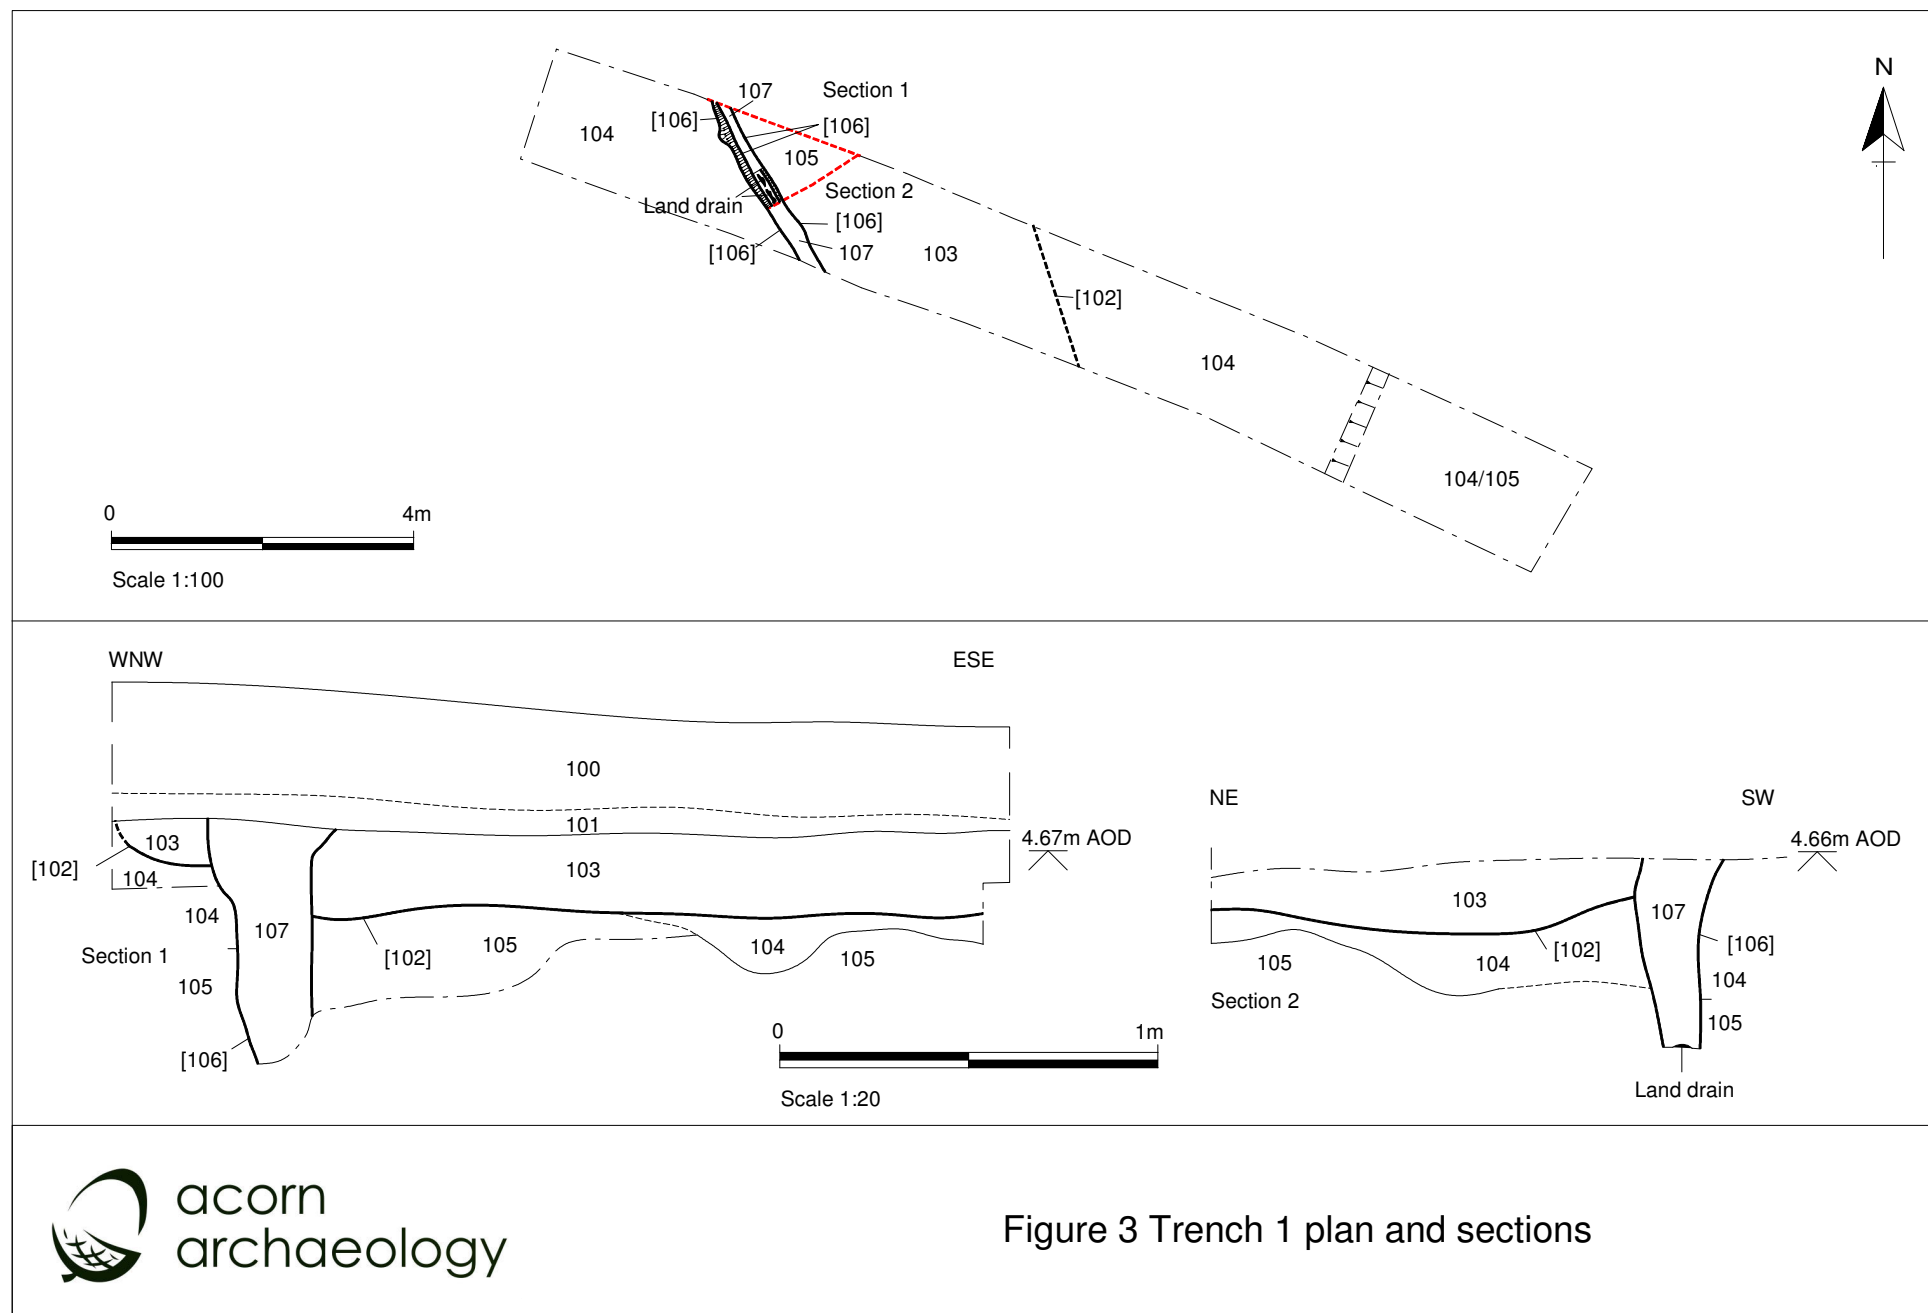 107
Section 1
N
[106]
[106]
104
105
Section 2
Land drain
[106]
[106]
107
103
[102]
104
104/105
0 4m
Scale 1:100
WNW ESE
100
101
103
[102]
104
103
4.67m AOD
104
107
105
[102]
104
105
Section 1
105
[106]
0 1m
Scale 1:20
NE SW
4.66m AOD
103
107
[106]
[102]
105
104
104
Section 2
105
Land drain
acorn
archaeology
Figure 3 Trench 1 plan and sections